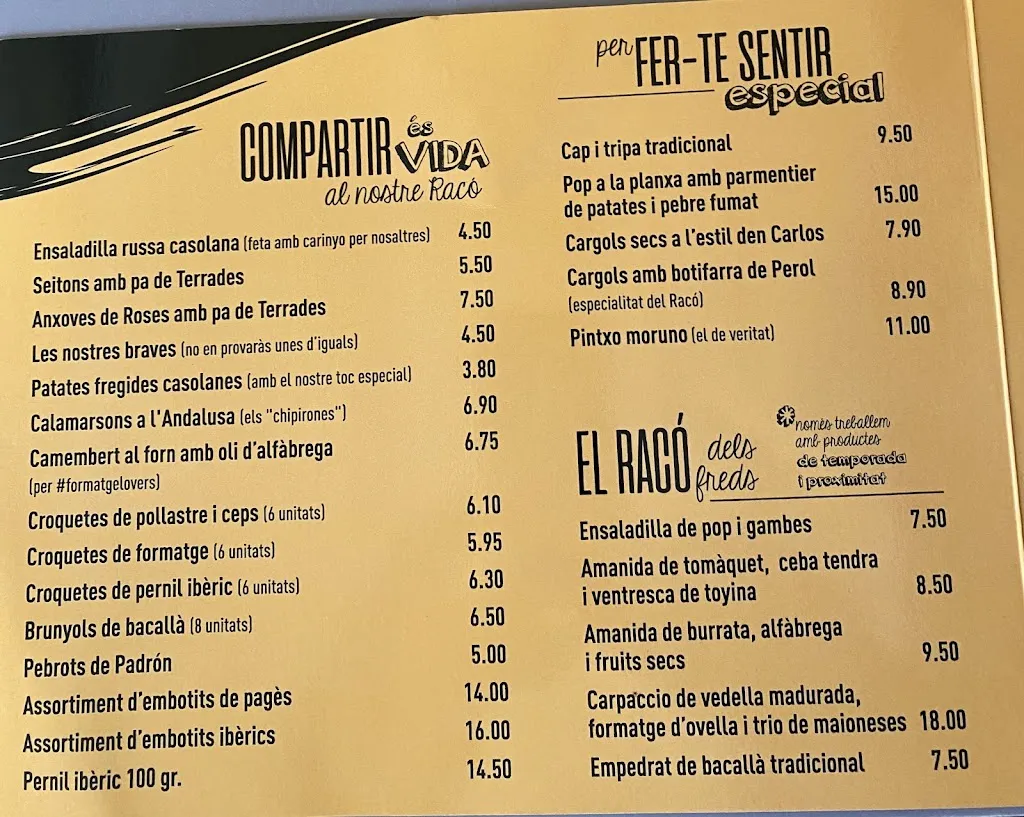 COMPARTIR és VIDA
al nostre Racó
Ensaladilla russa casolana (feta amb carinyo per nosaltres) 4.50
Seitons amb pa de Terrades 5.50
Anxoves de Roses amb pa de Terrades 7.50
Les nostres braves (no en provaràs unes d'iguals) 4.50
Patates fregides casolanes (amb el nostre toc especial) 3.80
Calamarsons a l'Andalusa (els "chipirones") 6.90
Camembert al forn amb oli d'alfàbrega 6.75
(per #formatgelovers)
Croquetes de pollastre i ceps (6 unitats) 6.10
Croquetes de formatge (6 unitats) 5.95
Croquetes de pernil ibèric (6 unitats) 6.30
Brunyols de bacallà (8 unitats) 6.50
Pebrots de Padrón 5.00
Assortiment d'embotits de pagès 14.00
Assortiment d'embotits ibèrics 16.00
Pernil ibèric 100 gr. 14.50
per FER-TE SENTIR
especial
Cap i tripa tradicional 9.50
Pop a la planxa amb parmentier
de patates i pebre fumat 15.00
Cargols secs a l'estil den Carlos 7.90
Cargols amb botifarra de Perol
(especialitat del Racó) 8.90
Pintxo moruno (el de veritat) 11.00
EL RACÓ dels
freds
* nomès treballem
amb productes
de temporada
i proximitat
Ensaladilla de pop i gambes 7.50
Amanida de tomàquet, ceba tendra
i ventresca de toyina 8.50
Amanida de burrata, alfàbrega
i fruits secs 9.50
Carpaccio de vedella madurada,
formatge d'ovella i trio de maioneses 18.00
Empedrat de bacallà tradicional 7.50